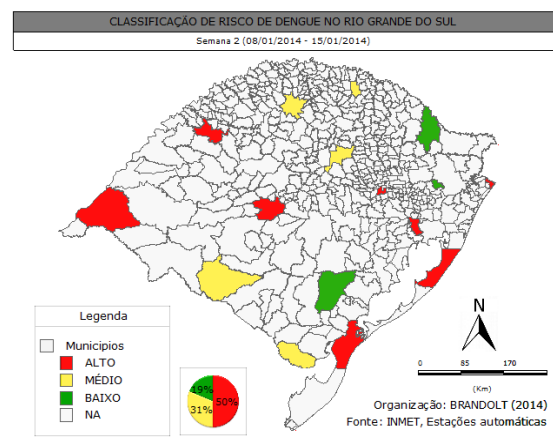 CLASSIFICAÇÃO DE RISCO DE DENGUE NO RIO GRANDE DO SUL
Semana 2 (08/01/2014 - 15/01/2014)
Legenda
Municipios
ALTO
MÉDIO
BAIXO
NA
19%
31%
50%
N
0 85 170
(Km)
Organização: BRANDOLT (2014)
Fonte: INMET, Estações automáticas